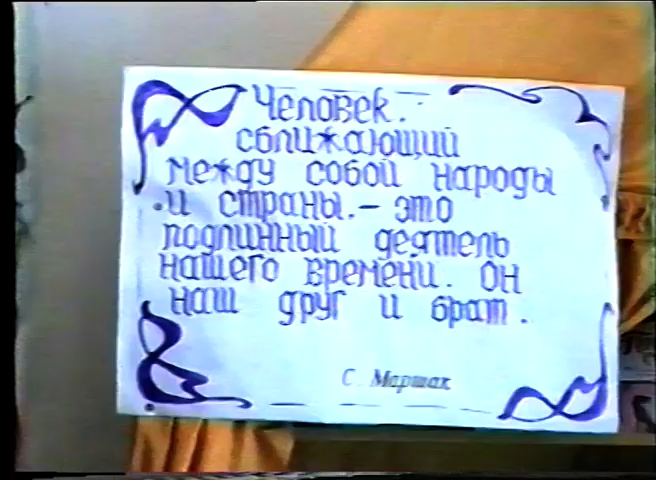 Человек.
сближающий
между собой народы
и страны. - это
подлинный деятель
нашего времени. Он
наш друг и брат.
С. Маршак